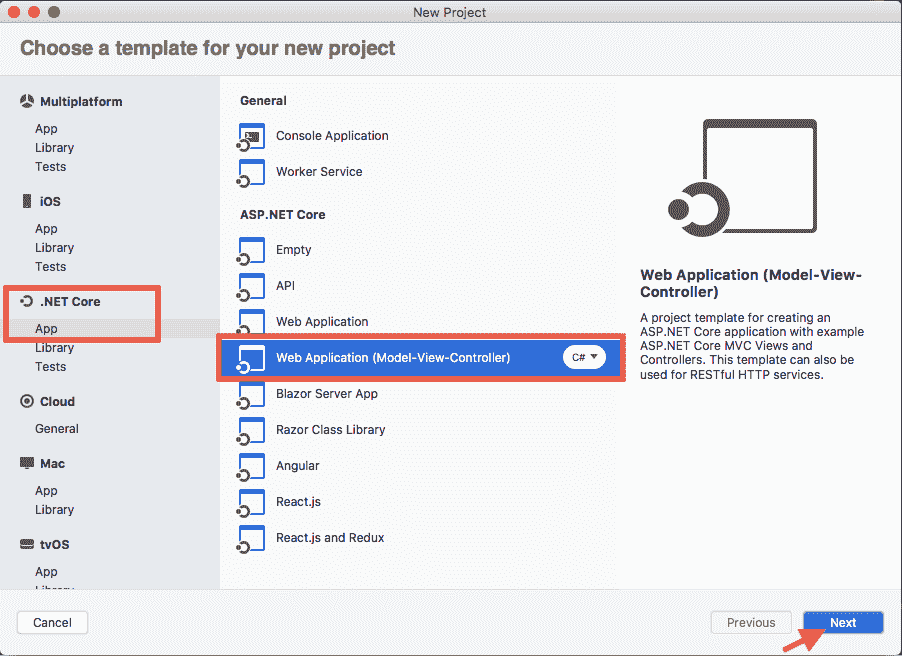 New Project
Choose a template for your new project
Multiplatform
App
Library
Tests
iOS
App
Library
Tests
.NET Core
App
Library
Tests
Cloud
General
Mac
App
Library
tvOS
App
Library
General
Console Application
Worker Service
ASP.NET Core
Empty
API
Web Application
Web Application (Model-View-Controller)
C#
Blazor Server App
Razor Class Library
Angular
React.js
React.js and Redux
Web Application (Model-View-
Controller)
A project template for creating an
ASP.NET Core application with example
ASP.NET Core MVC Views and
Controllers. This template can also be
used for RESTful HTTP services.
Cancel
Previous
Next